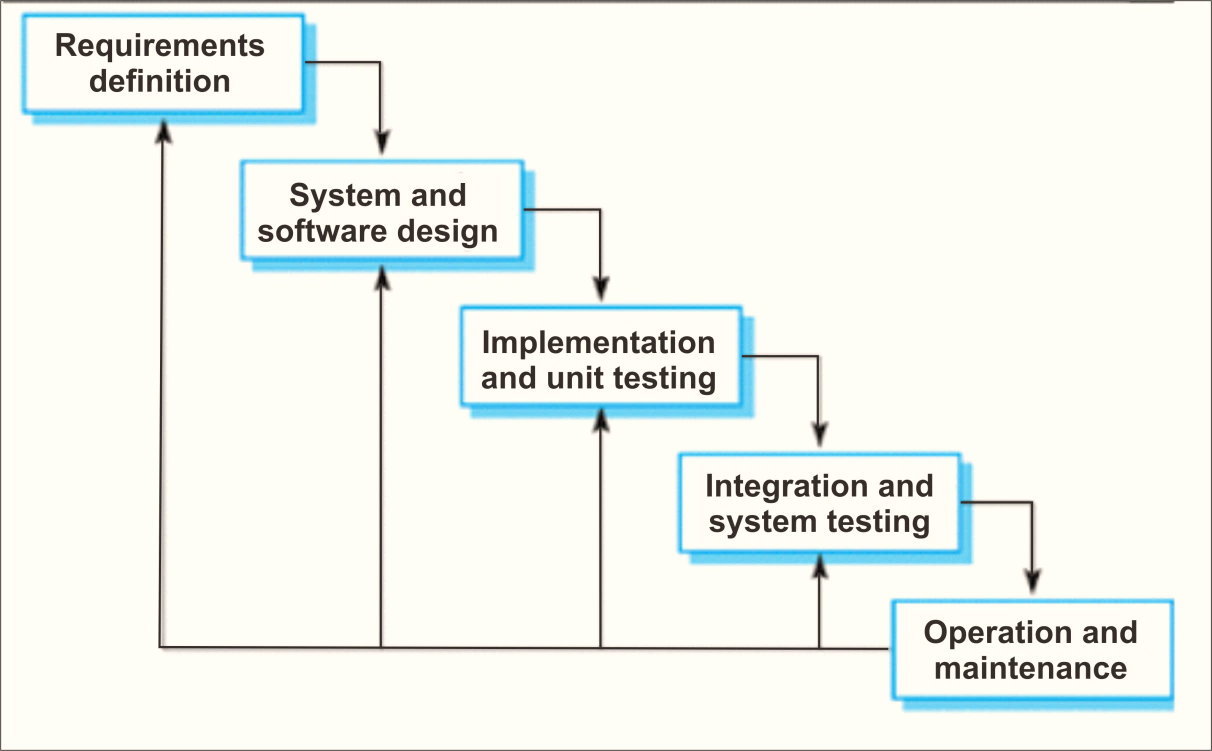 Requirements
definition
System and
software design
Implementation
and unit testing
Integration and
system testing
Operation and
maintenance